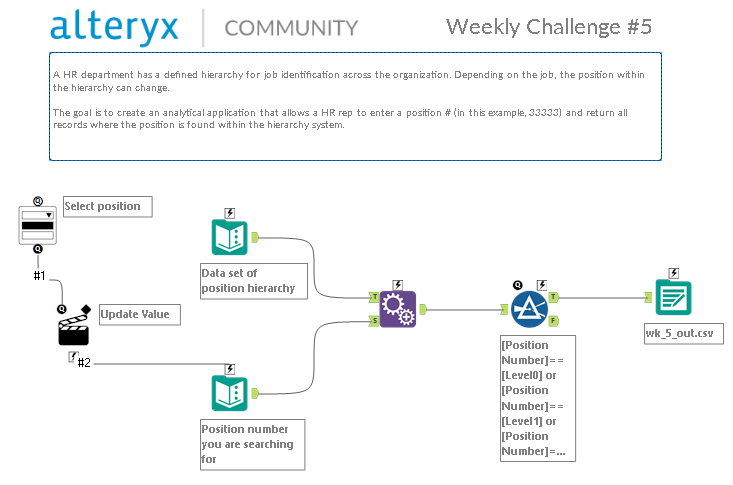 alteryx COMMUNITY Weekly Challenge #5
A HR department has a defined hierarchy for job identification across the organization. Depending on the job, the position within
the hierarchy can change.
The goal is to create an analytical application that allows a HR rep to enter a position # (in this example, 33333) and return all
records where the position is found within the hierarchy system.
Select position
#1
Update Value
#2
Data set of
position hierarchy
Position number
you are searching
for
T
S
T
F
[Position
Number]==
[Level0] or
[Position
Number]==
[Level1] or
[Position
Number]=...
wk_5_out.csv